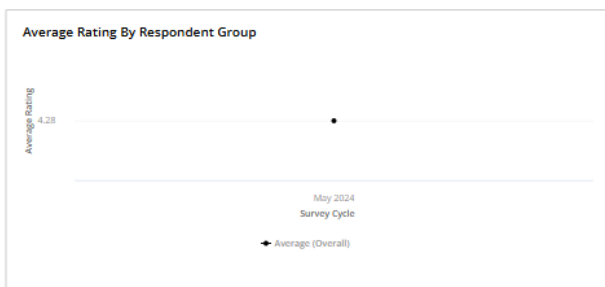 Average Rating By Respondent Group
Average Rating
4.28
May 2024
Survey Cycle
Average (Overall)